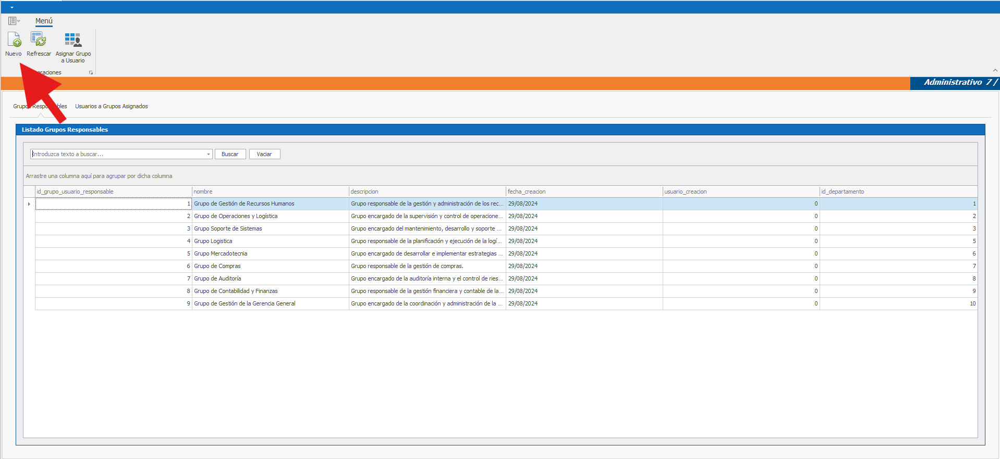 Menú
Nuevo
Refrescar
Asignar Grupo
a Usuario
Administrativo 7 /
Usuarios a Grupos Asignados
Listado Grupos Responsables
Introduzca texto a buscar...
Buscar
Vaciar
Arrastre una columna aquí para agrupar por dicha columna
id_grupo_usuario_responsable nombre descripcion fecha_creacion usuario_creacion id_departamento
1 Grupo de Gestión de Recursos Humanos Grupo responsable de la gestión y administración de los rec... 29/08/2024 0 1
2 Grupo de Operaciones y Logística Grupo encargado de la supervisión y control de operacione... 29/08/2024 0 2
3 Grupo Soporte de Sistemas Grupo encargado del mantenimiento, desarrollo y soporte ... 29/08/2024 0 3
4 Grupo Logistica Grupo responsable de la planificación y ejecución de la logí... 29/08/2024 0 5
5 Grupo Mercadotecnia Grupo encargado de desarrollar e implementar estrategias ... 29/08/2024 0 6
6 Grupo de Compras Grupo responsable de la gestión de compras. 29/08/2024 0 7
7 Grupo de Auditoría Grupo encargado de la auditoría interna y el control de ries... 29/08/2024 0 8
8 Grupo de Contabilidad y Finanzas Grupo responsable de la gestión financiera y contable de la... 29/08/2024 0 9
9 Grupo de Gestión de la Gerencia General Grupo encargado de la coordinación y administración de la ... 29/08/2024 0 10